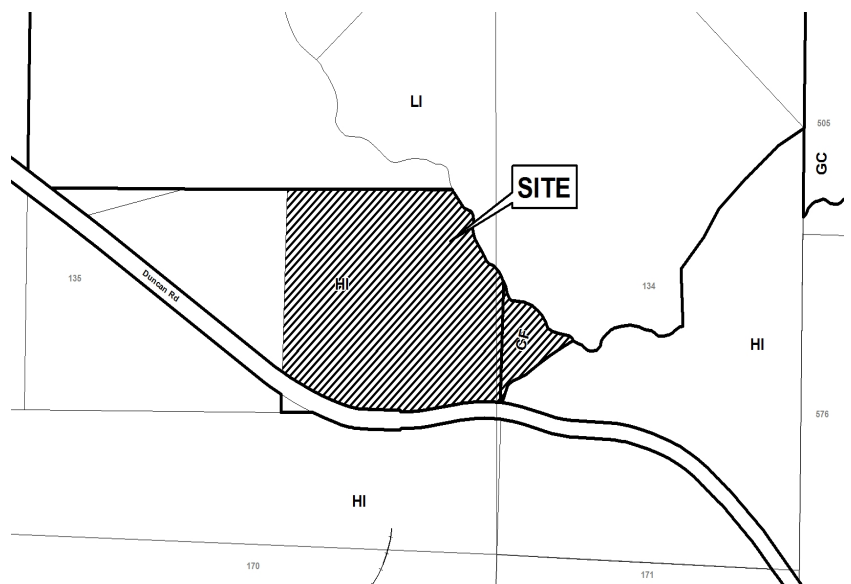 LI
505
GC
SITE
135
Duncan Rd
HI
134
GF
HI
576
HI
170
171